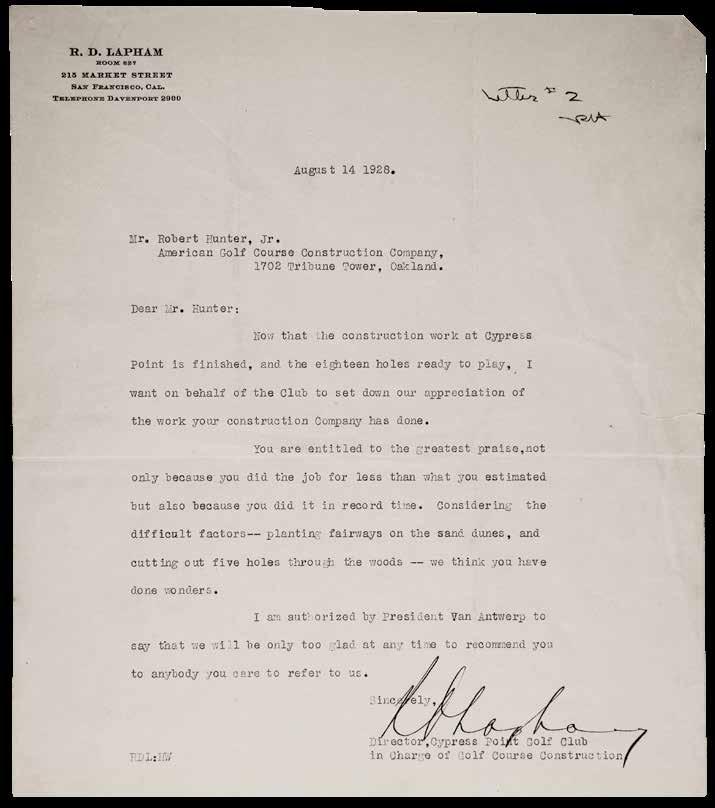 R. D. LAPHAM
ROOM 827
215 MARKET STREET
SAN FRANCISCO, CAL.
TELEPHONE DAVENPORT 2900
Letter 2
August 14 1928.
Mr. Robert Hunter, Jr.
American Golf Course Construction Company,
1702 Tribune Tower, Oakland.
Dear Mr. Hunter:
Now that the construction work at Cypress
Point is finished, and the eighteen holes ready to play, I
want on behalf of the Club to set down our appreciation of
the work your construction Company has done.
You are entitled to the greatest praise,not
only because you did the job for less than what you estimated
but also because you did it in record time. Considering the
difficult factors-- planting fairways on the sand dunes, and
cutting out five holes through the woods -- we think you have
done wonders.
I am authorized by President Van Antwerp to
say that we will be only too glad at any time to recommend you
to anybody you care to refer to us.
Sincerely,
R D Lapham
Director,Cypress Point Golf Club
in Charge of Golf Course Construction
RDL:MW